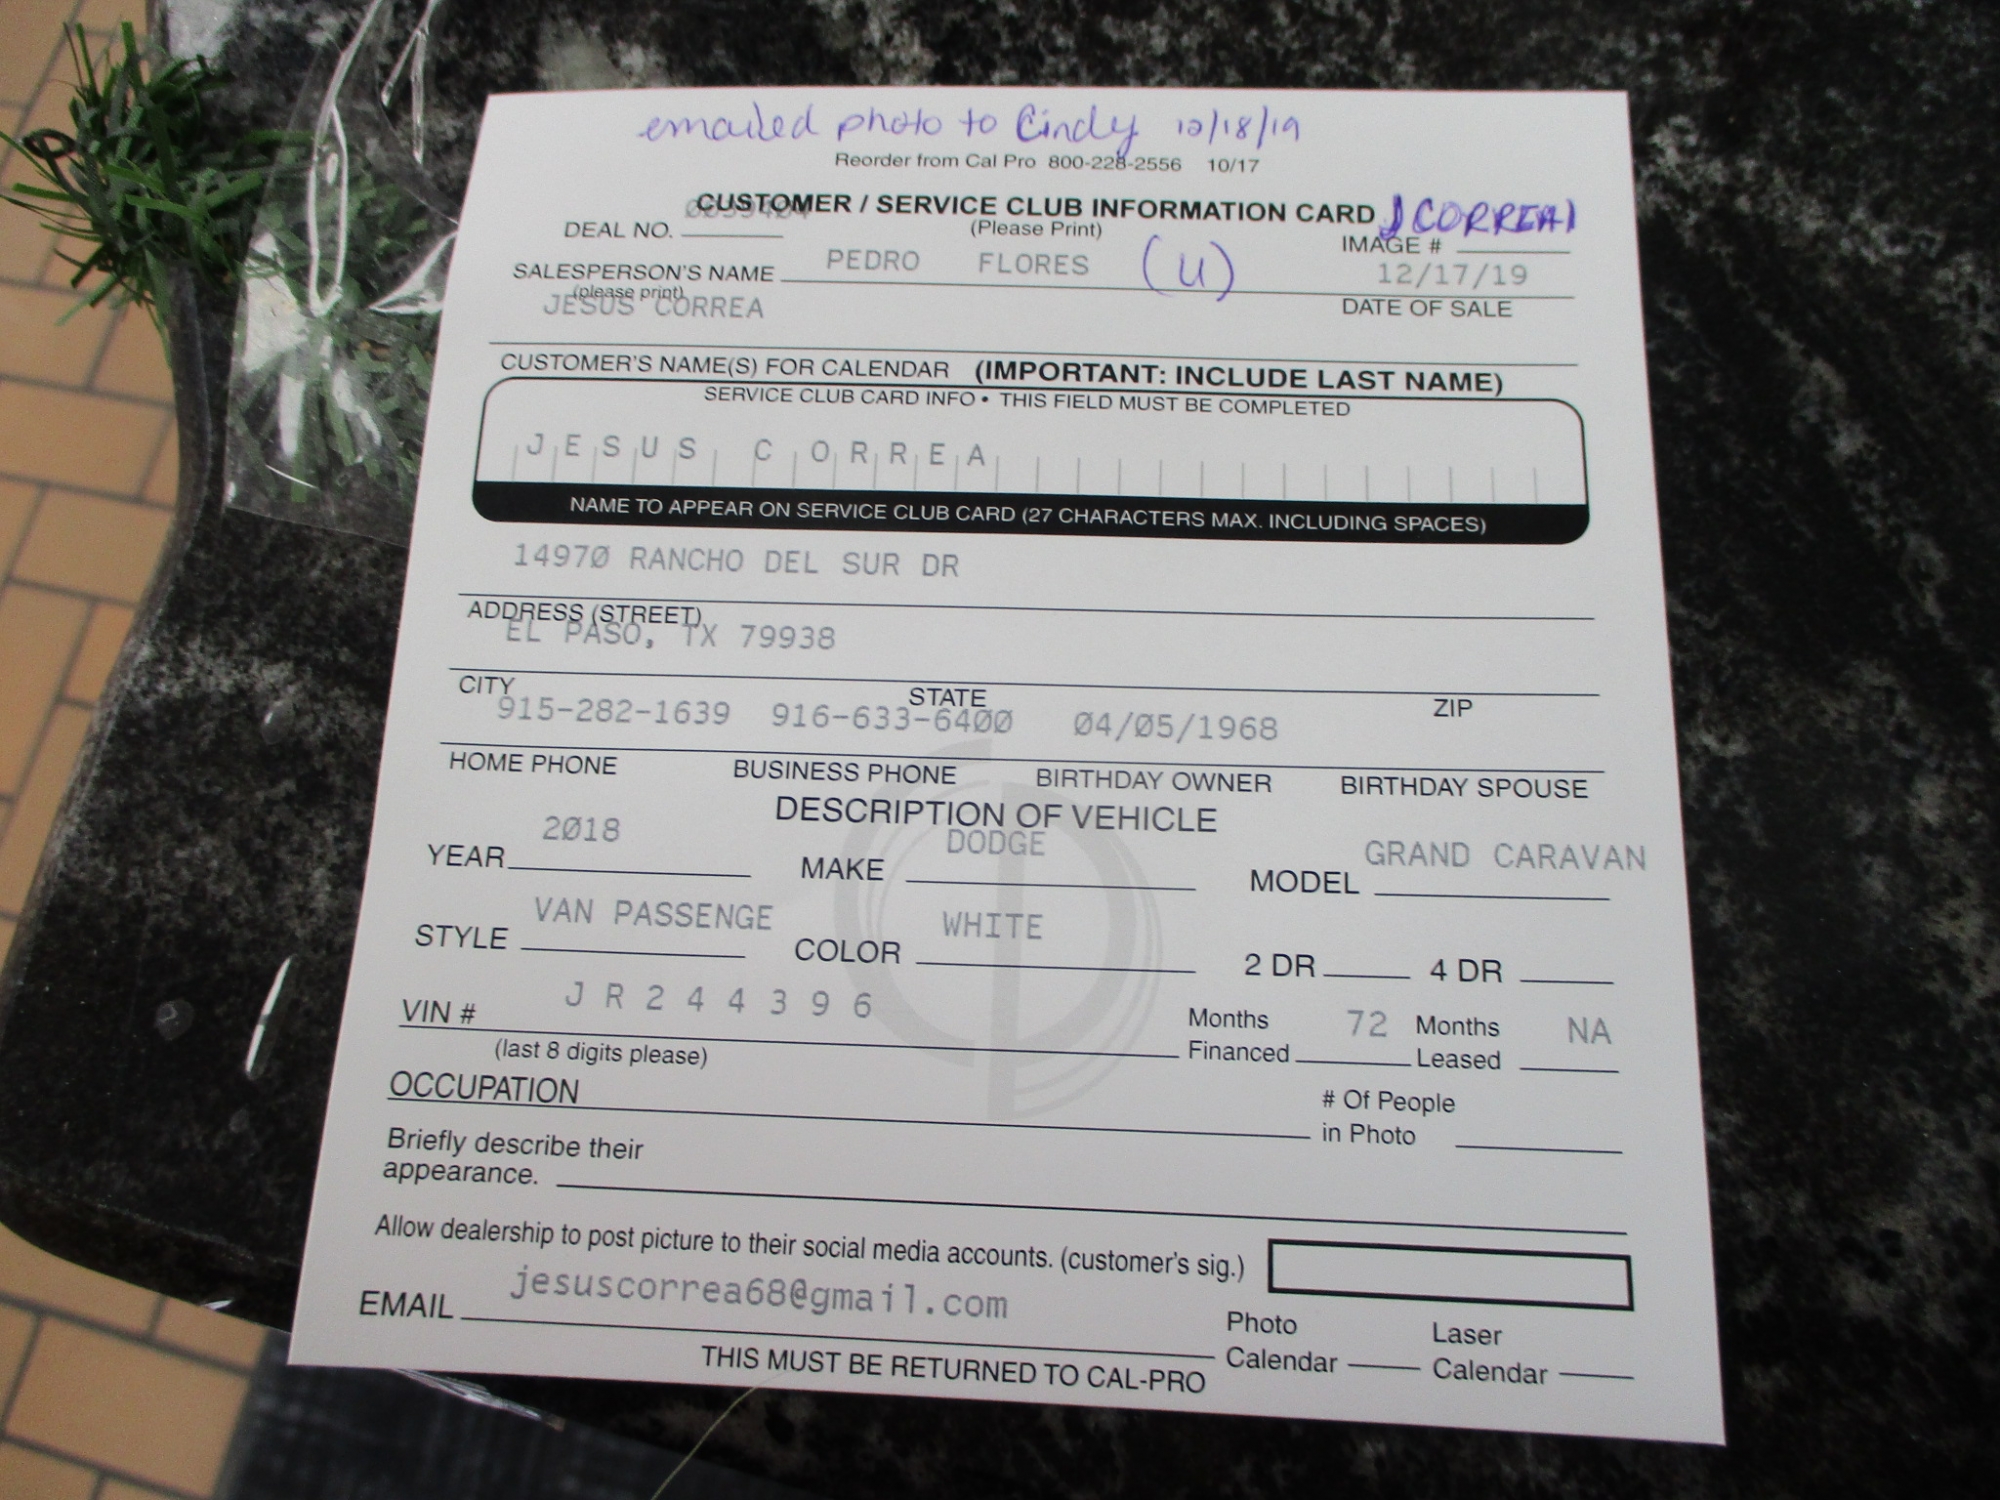 emailed photo to Cindy 12/18/19
Reorder from Cal Pro 800-228-2556 10/17
CUSTOMER / SERVICE CLUB INFORMATION CARD JCORREA1
DEAL NO. (Please Print) IMAGE #
SALESPERSON'S NAME PEDRO FLORES (U) 12/17/19
(please print) DATE OF SALE
JESUS CORREA
CUSTOMER'S NAME(S) FOR CALENDAR (IMPORTANT: INCLUDE LAST NAME)
SERVICE CLUB CARD INFO • THIS FIELD MUST BE COMPLETED
JESUS CORREA
NAME TO APPEAR ON SERVICE CLUB CARD (27 CHARACTERS MAX. INCLUDING SPACES)
14970 RANCHO DEL SUR DR
ADDRESS (STREET)
EL PASO, TX 79938
CITY STATE ZIP
915-282-1639 916-633-6400 04/05/1968
HOME PHONE BUSINESS PHONE BIRTHDAY OWNER BIRTHDAY SPOUSE
DESCRIPTION OF VEHICLE
YEAR 2018 MAKE DODGE MODEL GRAND CARAVAN
STYLE VAN PASSENGE COLOR WHITE 2 DR 4 DR
VIN # JR244396 Months Financed 72 Months Leased NA
(last 8 digits please)
OCCUPATION # Of People in Photo
Briefly describe their
appearance.
Allow dealership to post picture to their social media accounts. (customer's sig.)
EMAIL jesuscorrea68@gmail.com Photo Calendar Laser Calendar
THIS MUST BE RETURNED TO CAL-PRO